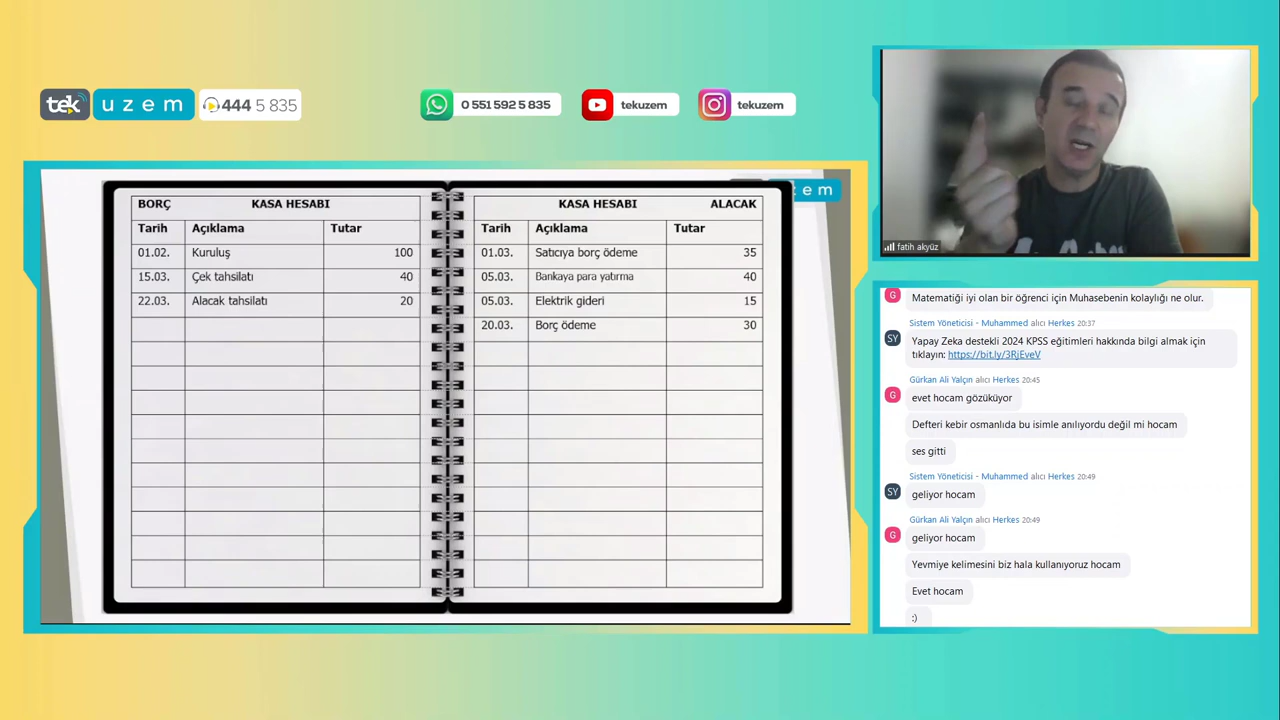 tek uzem 444 5 835
0 551 592 5 835
tekuzem
tekuzem
zem
BORÇ KASA HESABI
Tarih Açıklama Tutar
01.02. Kuruluş 100
15.03. Çek tahsilatı 40
22.03. Alacak tahsilatı 20
KASA HESABI ALACAK
Tarih Açıklama Tutar
01.03. Satıcıya borç ödeme 35
05.03. Bankaya para yatırma 40
05.03. Elektrik gideri 15
20.03. Borç ödeme 30
fatih akyüz
G
Matematiği iyi olan bir öğrenci için Muhasebenin kolaylığı ne olur.
Sistem Yöneticisi - Muhammed alıcı Herkes 20:37
SY
Yapay Zeka destekli 2024 KPSS eğitimleri hakkında bilgi almak için
tıklayın: https://bit.ly/3RjEveV
Gürkan Ali Yalçın alıcı Herkes 20:45
G
evet hocam gözüküyor
Defteri kebir osmanlıda bu isimle anılıyordu değil mi hocam
ses gitti
Sistem Yöneticisi - Muhammed alıcı Herkes 20:49
SY
geliyor hocam
Gürkan Ali Yalçın alıcı Herkes 20:49
G
geliyor hocam
Yevmiye kelimesini biz hala kullanıyoruz hocam
Evet hocam
:)